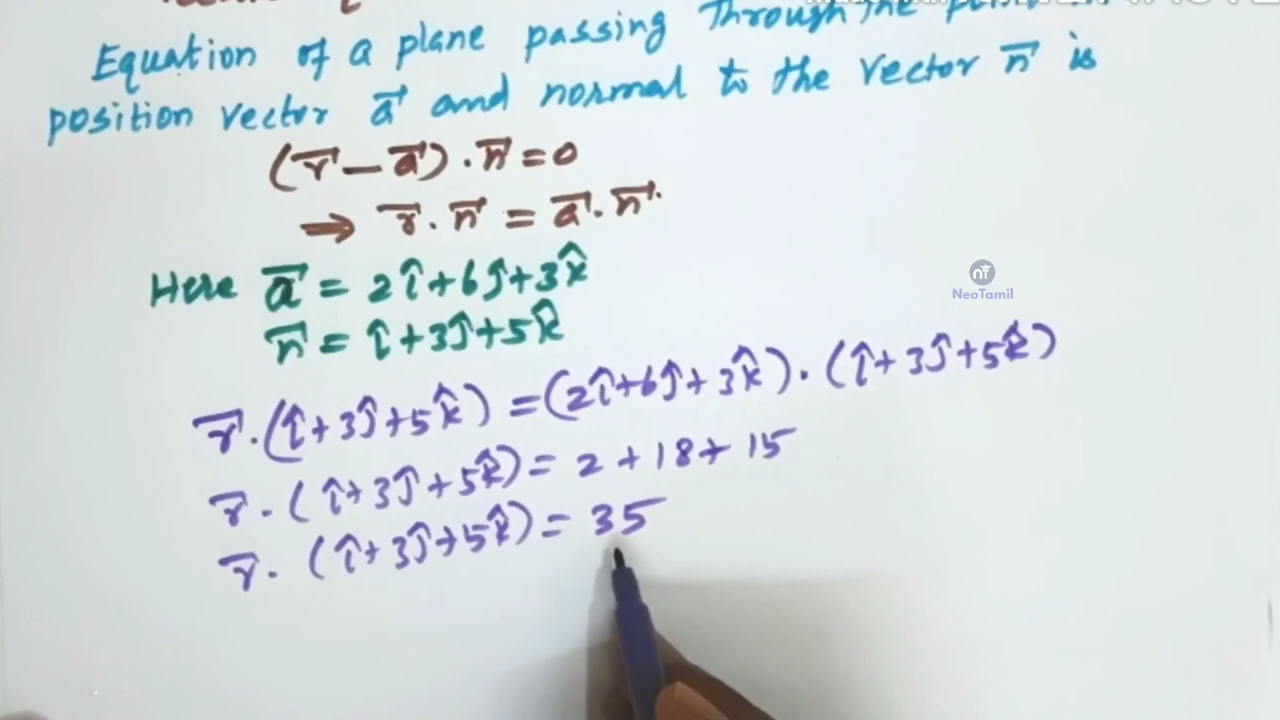 Equation of a plane passing Through The
position vector a⃗ and normal to the vector n⃗ is
(r⃗ − a⃗) . n⃗ = 0
⇒ r⃗ . n⃗ = a⃗ . n⃗.
Here a⃗ = 2î+6ĵ+3k̂
n⃗ = î+3ĵ+5k̂
r⃗ . (î+3ĵ+5k̂) = (2î+6ĵ+3k̂) . (î+3ĵ+5k̂)
r⃗ . (î+3ĵ+5k̂) = 2 + 18 + 15
r⃗ . (î+3ĵ+5k̂) = 35
NeoTamil